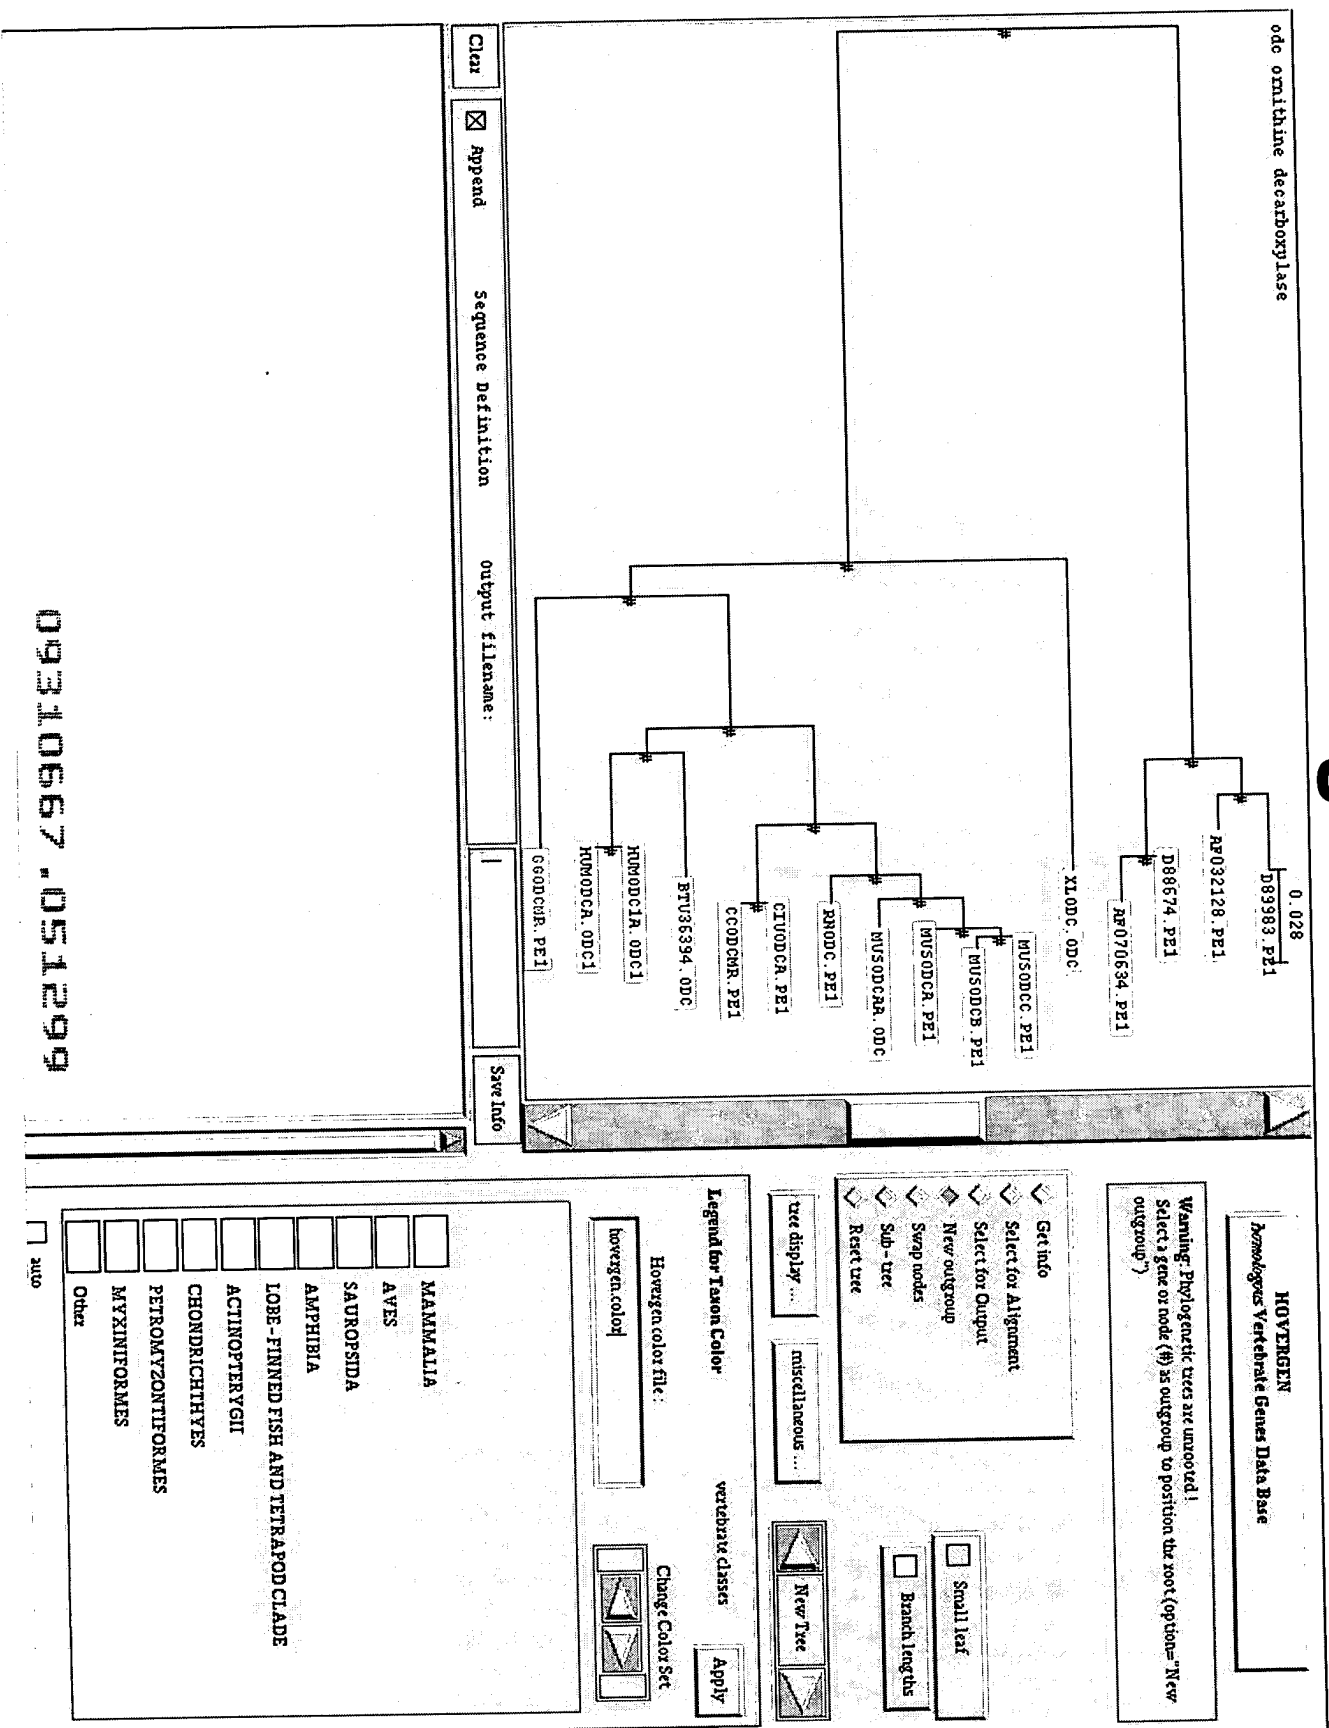 HOVERGEN
homologous Vertebrate Genes Data Base
Warning: Phylogenetic trees are unrooted !
Select a gene or node (#) as outgroup to position the root (option="New
outgroup")
odc ornithine decarboxylase
0.028
D89983.PE1
AF032128.PE1
D88674.PE1
AF070634.PE1
XLODC.ODC
MUSODCC.PE1
MUSODCB.PE1
MUSODCA.PE1
MUSODCAA.ODC
RNODC.PE1
CIUODCA.PE1
CCODCMR.PE1
BTU36394.ODC
HUMODC1A.ODC1
HUMODCA.ODC1
GGODCMR.PE1
Get info
Select for Alignment
Select for Output
New outgroup
Swap nodes
Sub-tree
Reset tree
Small leaf
Branch lengths
tree display ...
miscellaneous ...
New Tree
Clear
Append
Sequence Definition
output filename:
Save Info
Legend for Taxon Color
vertebrate classes
Apply
Hovergen color file :
Change Color Set
hovergen.color
MAMMALIA
AVES
SAUROPSIDA
AMPHIBIA
LOBE-FINNED FISH AND TETRAPOD CLADE
ACTINOPTERYGII
CHONDRICHTHYES
PETROMYZONTIFORMES
MYXINIFORMES
Other
auto
09310667.051299